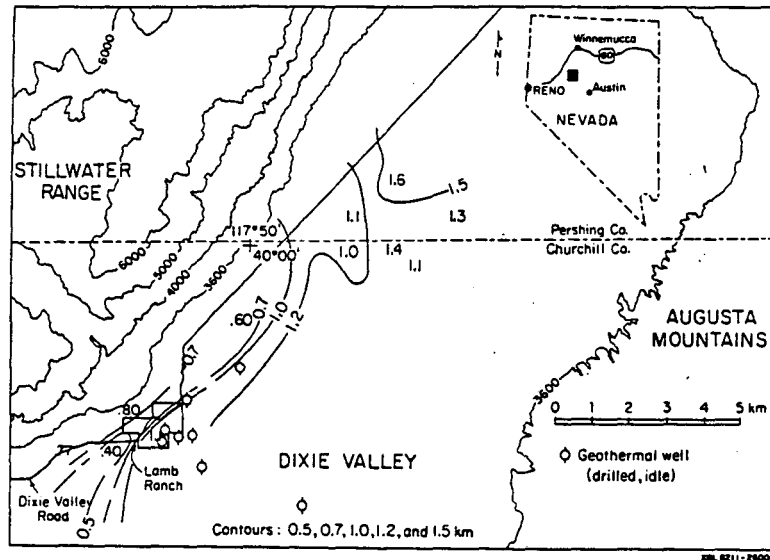 6000
STILLWATER
RANGE
6000
5000
4000
3600
117°50'
40°00'
N
Winnemucca
80
RENO
Austin
NEVADA
1.6
1.5
1.1
1.3
1.0
1.4
1.1
Pershing Co.
Churchill Co.
.60
0.7
1.0
1.2
0.7
.80
.40
0.5
Lamb
Ranch
Dixie Valley
Road
DIXIE VALLEY
AUGUSTA
MOUNTAINS
3600
0 1 2 3 4 5 km
Geothermal well
(drilled, idle)
Contours : 0.5, 0.7, 1.0, 1.2, and 1.5 km